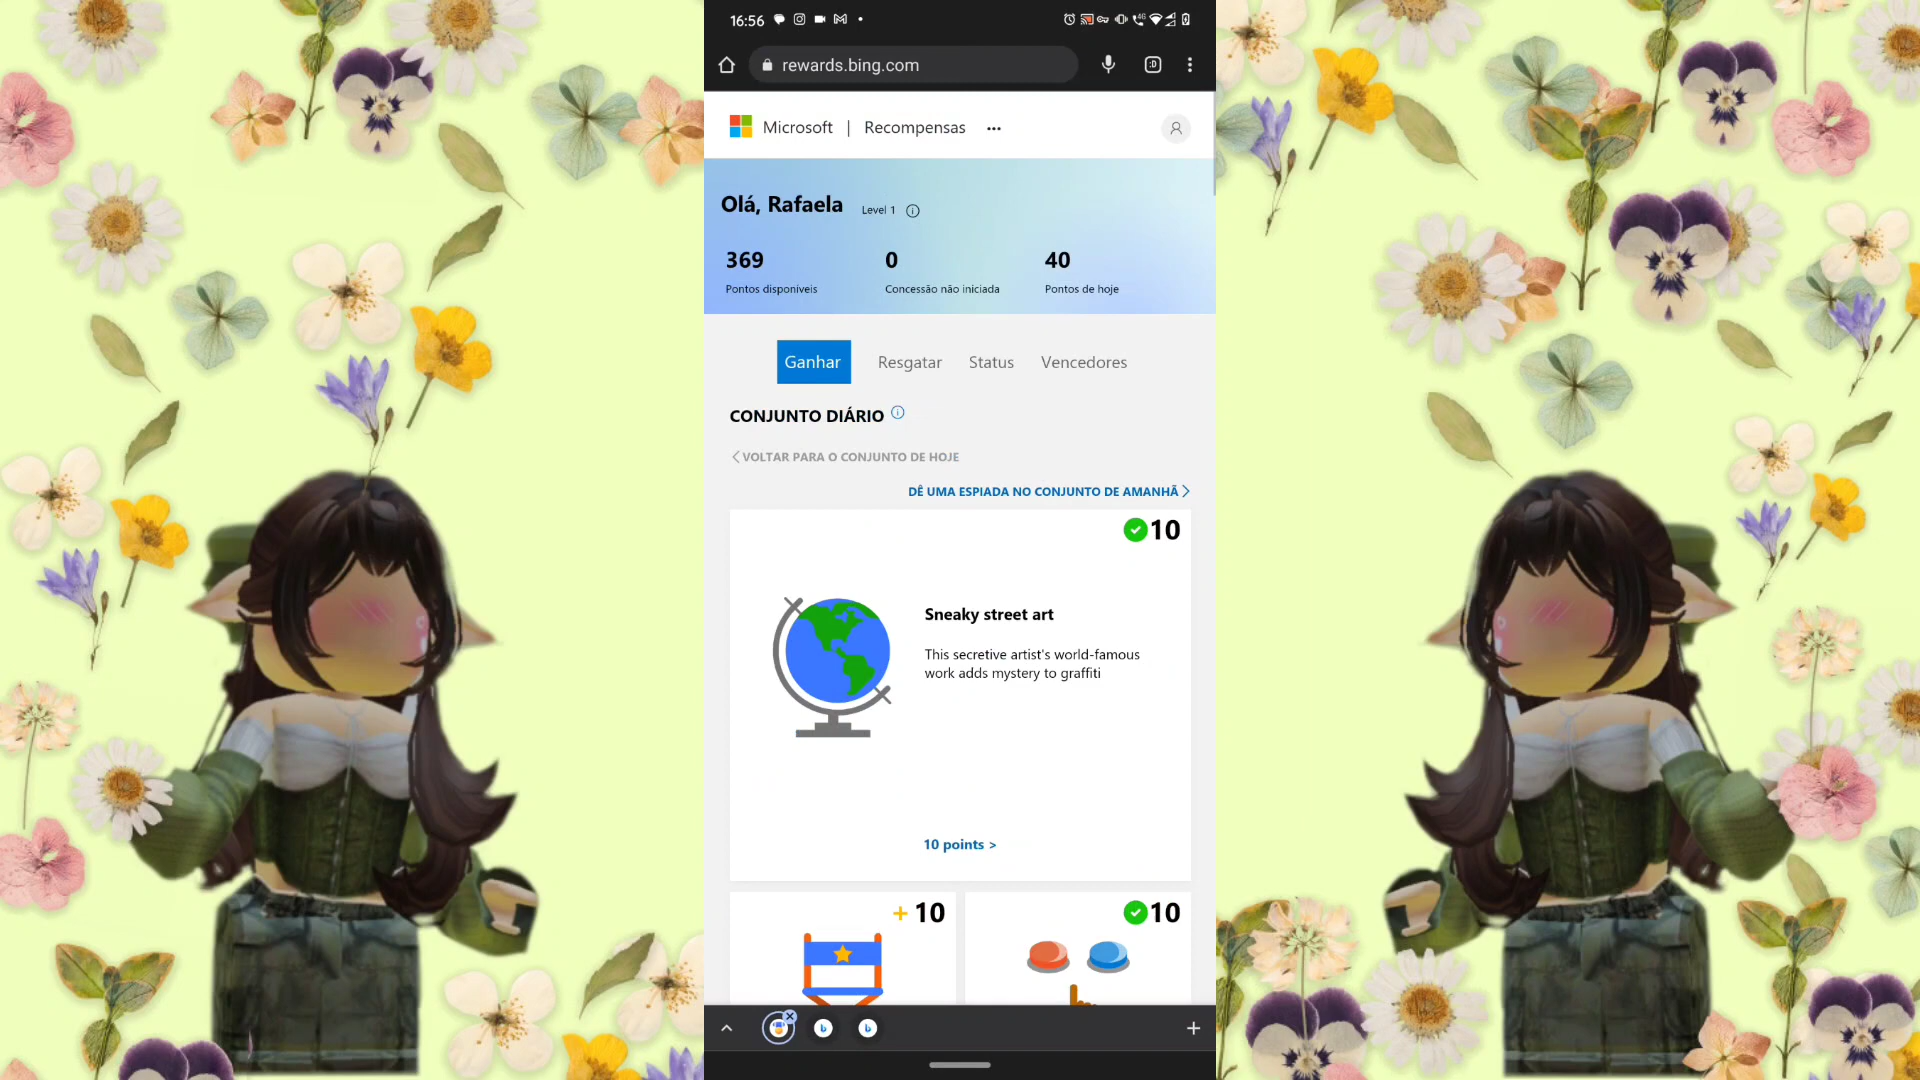 16:56
rewards.bing.com
Microsoft | Recompensas ...
Olá, Rafaela Level 1
369 0 40
Pontos disponíveis Concessão não iniciada Pontos de hoje
Ganhar Resgatar Status Vencedores
CONJUNTO DIÁRIO
VOLTAR PARA O CONJUNTO DE HOJE
DÊ UMA ESPIADA NO CONJUNTO DE AMANHÃ
10
Sneaky street art
This secretive artist's world-famous
work adds mystery to graffiti
10 points >
+ 10
10